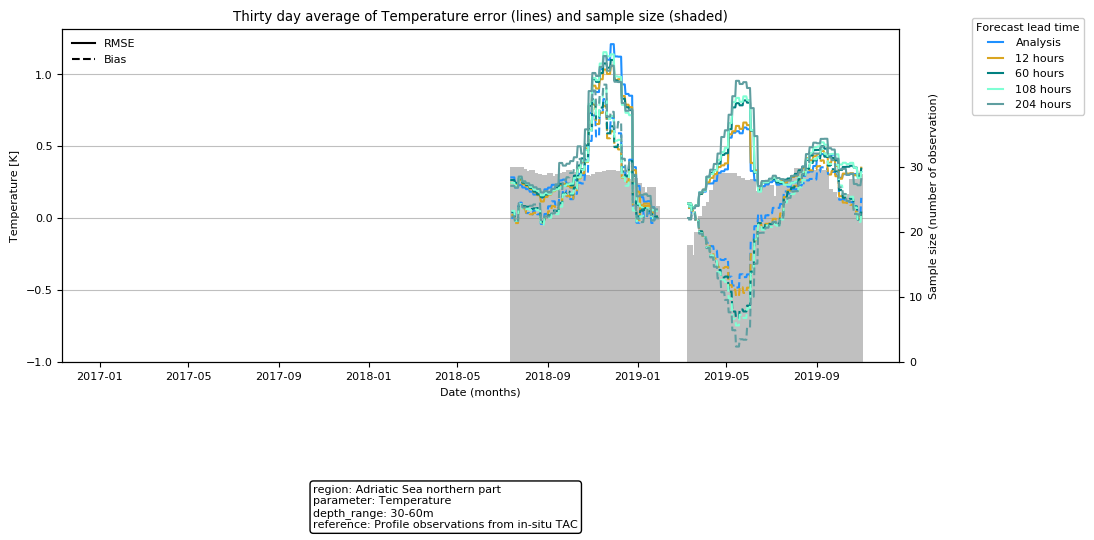 Thirty day average of Temperature error (lines) and sample size (shaded)
Forecast lead time
Analysis
12 hours
60 hours
108 hours
204 hours
RMSE
Bias
Temperature [K]
1.0
0.5
0.0
−0.5
−1.0
Sample size (number of observation)
30
20
10
0
2017-01 2017-05 2017-09 2018-01 2018-05 2018-09 2019-01 2019-05 2019-09
Date (months)
region: Adriatic Sea northern part
parameter: Temperature
depth_range: 30-60m
reference: Profile observations from in-situ TAC